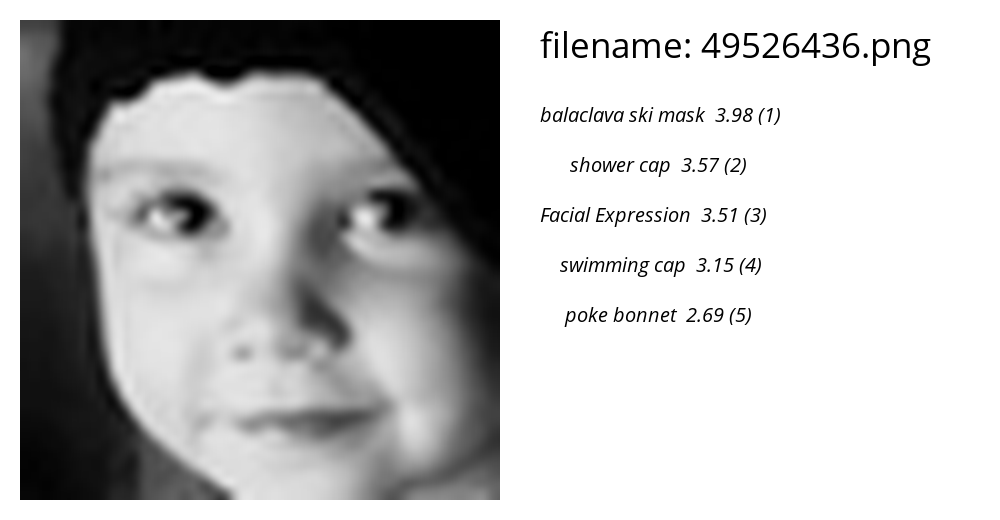 filename: 49526436.png
balaclava ski mask 3.98 (1)
shower cap 3.57 (2)
Facial Expression 3.51 (3)
swimming cap 3.15 (4)
poke bonnet 2.69 (5)